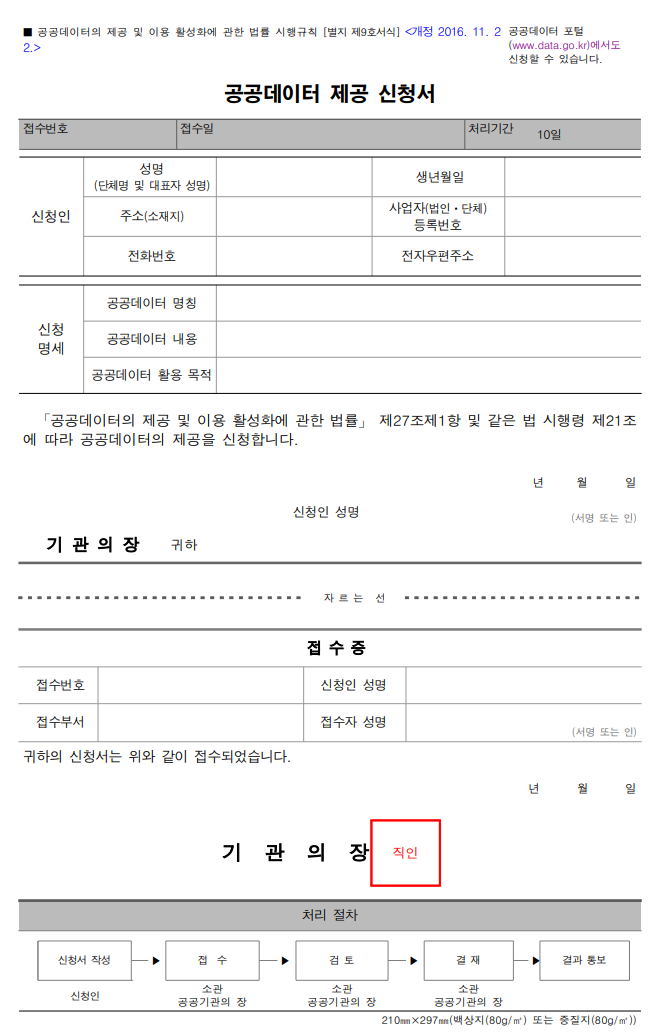 ■ 공공데이터의 제공 및 이용 활성화에 관한 법률 시행규칙 [별지 제9호서식] <개정 2016. 11. 2
2.>
공공데이터 포털
(www.data.go.kr)에서도
신청할 수 있습니다.
공공데이터 제공 신청서
접수번호 접수일 처리기간 10일
신청인
성명
(단체명 및 대표자 성명)
생년월일
주소(소재지)
사업자(법인·단체)
등록번호
전화번호
전자우편주소
신청
명세
공공데이터 명칭
공공데이터 내용
공공데이터 활용 목적
「공공데이터의 제공 및 이용 활성화에 관한 법률」 제27조제1항 및 같은 법 시행령 제21조
에 따라 공공데이터의 제공을 신청합니다.
년 월 일
신청인 성명 (서명 또는 인)
기 관 의 장 귀하
자 르 는 선
접 수 증
접수번호 신청인 성명
접수부서 접수자 성명 (서명 또는 인)
귀하의 신청서는 위와 같이 접수되었습니다.
년 월 일
기 관 의 장 직인
처리 절차
신청서 작성 ▶ 접 수 ▶ 검 토 ▶ 결 재 ▶ 결과 통보
신청인
소관
공공기관의 장
소관
공공기관의 장
소관
공공기관의 장
210㎜×297㎜(백상지(80g/㎡) 또는 중질지(80g/㎡))